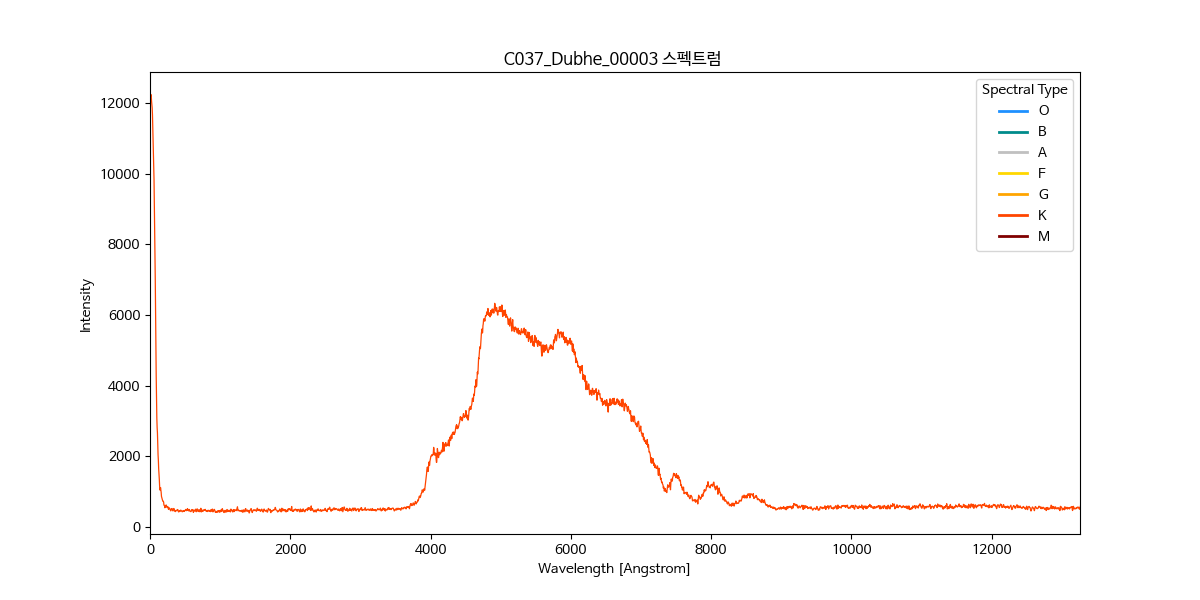 C037_Dubhe_00003 스펙트럼
Spectral Type
O
B
A
F
G
K
M
Intensity
12000
10000
8000
6000
4000
2000
0
0 2000 4000 6000 8000 10000 12000
Wavelength [Angstrom]